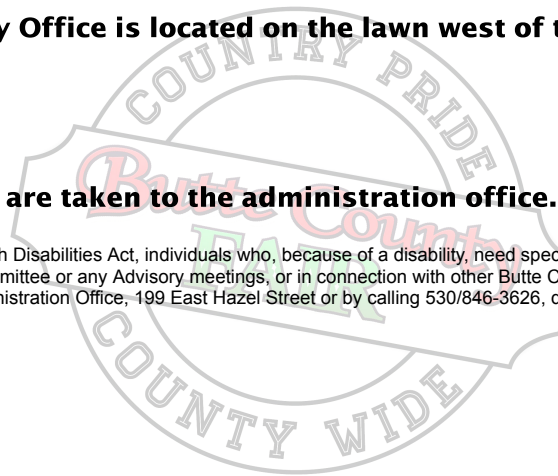 y Office is located on the lawn west of t
COUNTRY PRIDE
are taken to the administration office.
Butte County
FAIR
h Disabilities Act, individuals who, because of a disability, need spec
mmittee or any Advisory meetings, or in connection with other Butte C
nistration Office, 199 East Hazel Street or by calling 530/846-3626, d
COUNTY WIDE